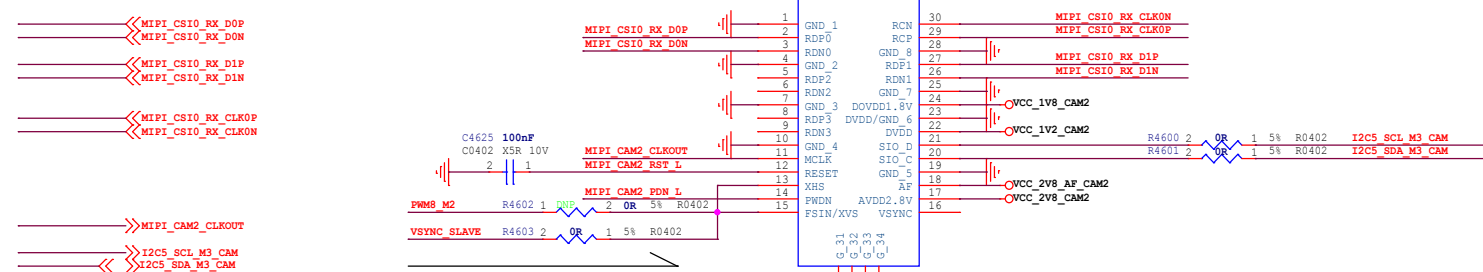 MIPI_CSI0_RX_D0P
MIPI_CSI0_RX_D0N
MIPI_CSI0_RX_D1P
MIPI_CSI0_RX_D1N
MIPI_CSI0_RX_CLK0P
MIPI_CSI0_RX_CLK0N
MIPI_CAM2_CLKOUT
I2C5_SCL_M3_CAM
I2C5_SDA_M3_CAM
C4625 100nF
C0402 X5R 10V
2 1
MIPI_CSI0_RX_D0P
MIPI_CSI0_RX_D0N
MIPI_CAM2_CLKOUT
MIPI_CAM2_RST_L
MIPI_CAM2_PDN_L
PWM8_M2 R4602 1 DNP 2 0R 5% R0402
VSYNC_SLAVE R4603 2 0R 1 5% R0402
1 GND_1 RCN 30 MIPI_CSI0_RX_CLK0N
2 RDP0 RCP 29 MIPI_CSI0_RX_CLK0P
3 RDN0 GND_8 28
4 GND_2 RDP1 27 MIPI_CSI0_RX_D1P
5 RDP2 RDN1 26 MIPI_CSI0_RX_D1N
6 RDN2 GND_7 25
7 GND_3 DOVDD1.8V 24 VCC_1V8_CAM2
8 RDP3 DVDD/GND_6 23
9 RDN3 DVDD 22 VCC_1V2_CAM2
10 GND_4 SIO_D 21 R4600 2 0R 1 5% R0402 I2C5_SCL_M3_CAM
11 MCLK SIO_C 20 R4601 2 0R 1 5% R0402 I2C5_SDA_M3_CAM
12 RESET GND_5 19
13 XHS AF 18 VCC_2V8_AF_CAM2
14 PWDN AVDD2.8V 17 VCC_2V8_CAM2
15 FSIN/XVS VSYNC 16
G_31
G_32
G_33
G_34